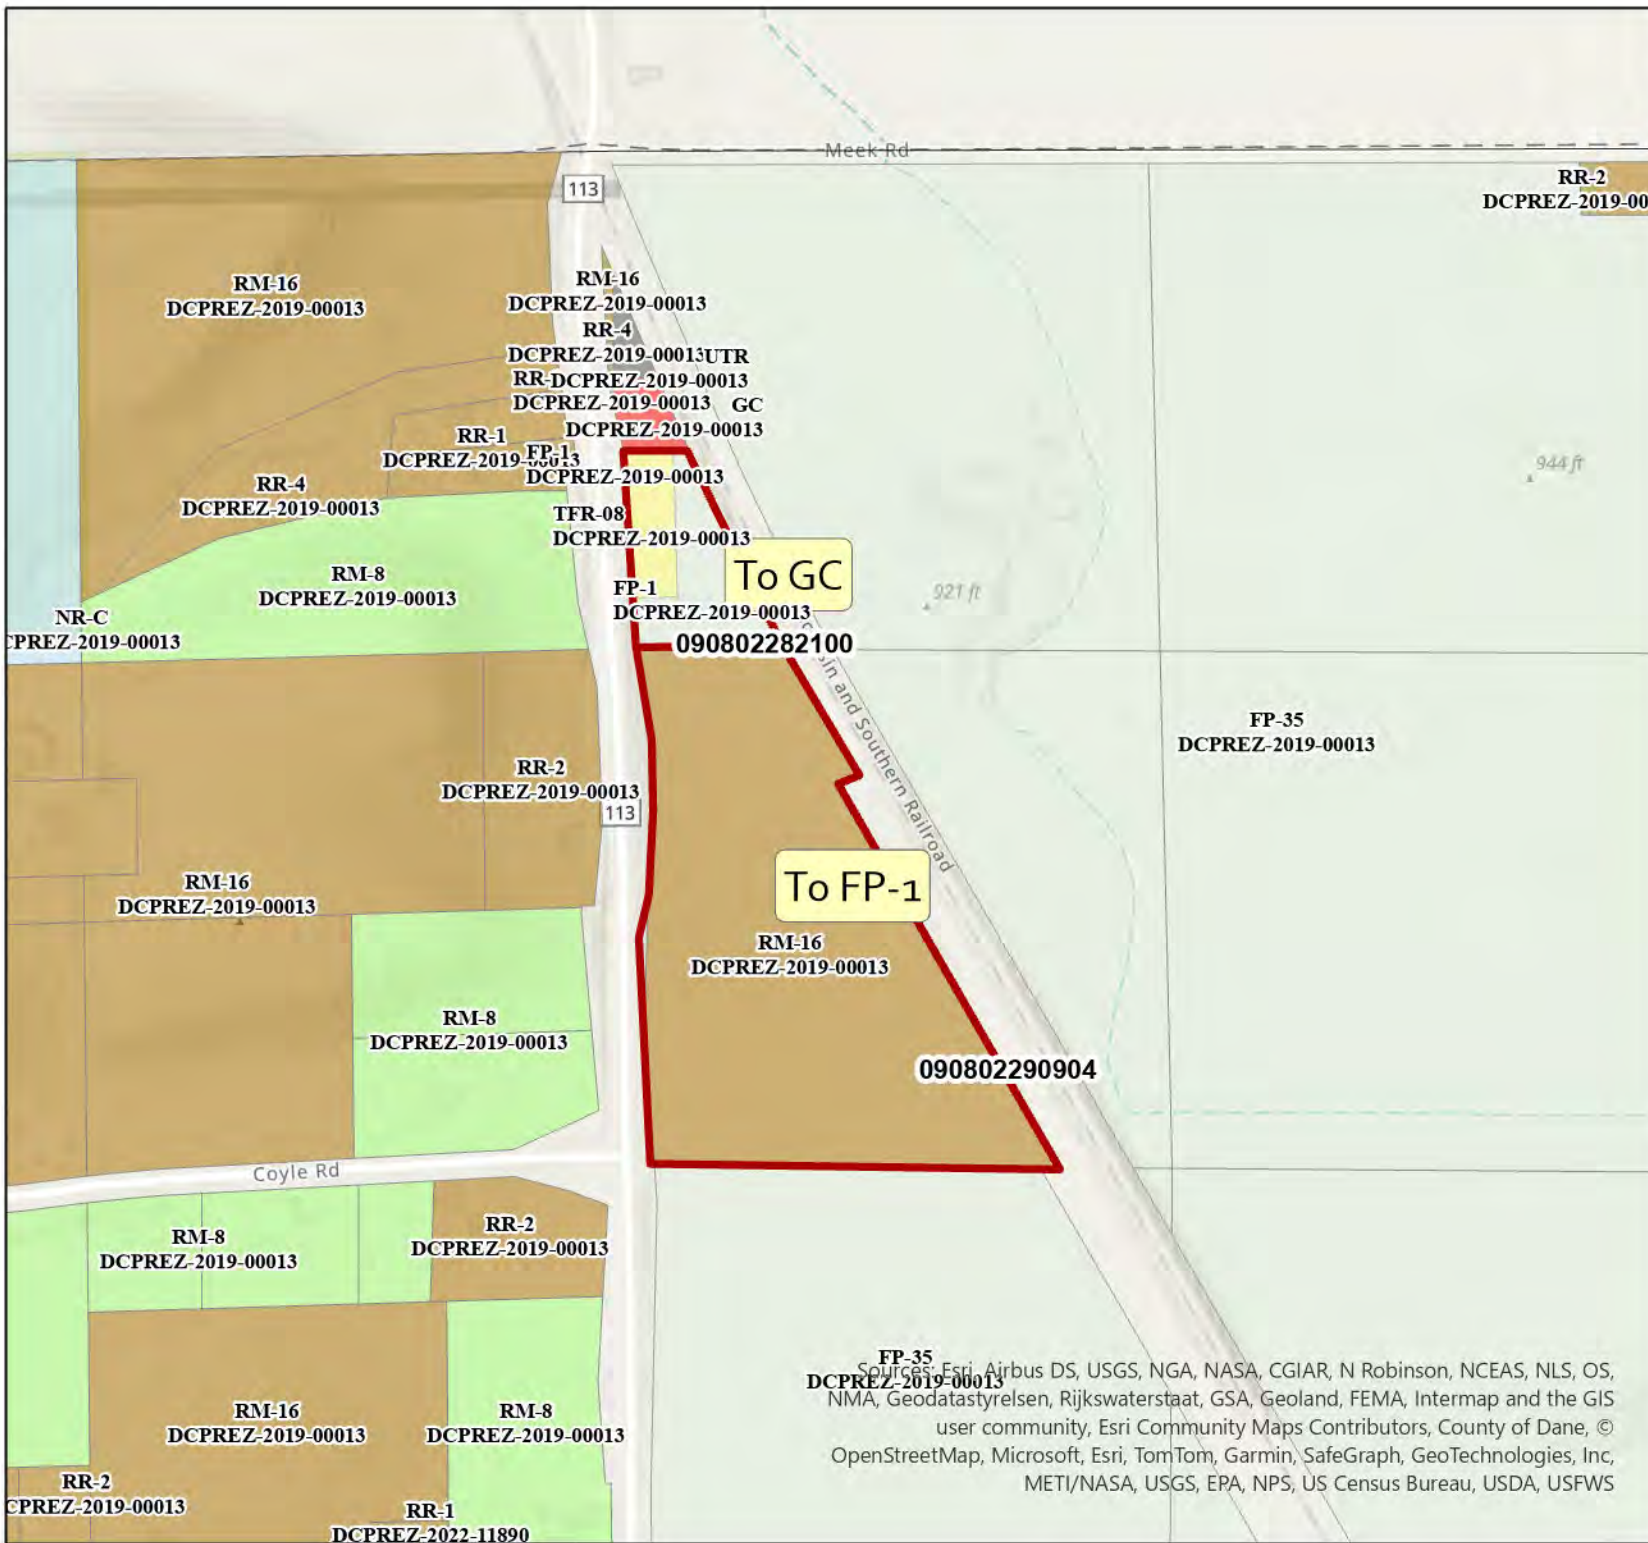 Meek Rd
113
RR-2
DCPREZ-2019-00
RM-16
DCPREZ-2019-00013
RM-16
DCPREZ-2019-00013
RR-4
DCPREZ-2019-00013
UTR
DCPREZ-2019-00013
RR-
DCPREZ-2019-00013
GC
DCPREZ-2019-00013
RR-1
DCPREZ-2019-00013
FP-1
DCPREZ-2019-00013
944 ft
RR-4
DCPREZ-2019-00013
TFR-08
DCPREZ-2019-00013
To GC
RM-8
DCPREZ-2019-00013
FP-1
DCPREZ-2019-00013
921 ft
NR-C
CPREZ-2019-00013
090802282100
sin and Southern Railroad
FP-35
DCPREZ-2019-00013
RR-2
DCPREZ-2019-00013
113
RM-16
DCPREZ-2019-00013
To FP-1
RM-16
DCPREZ-2019-00013
RM-8
DCPREZ-2019-00013
090802290904
Coyle Rd
RM-8
DCPREZ-2019-00013
RR-2
DCPREZ-2019-00013
FP-35
DCPREZ-2019-00013
RM-16
DCPREZ-2019-00013
RM-8
DCPREZ-2019-00013
RR-2
CPREZ-2019-00013
RR-1
DCPREZ-2022-11890
Sources: Esri, Airbus DS, USGS, NGA, NASA, CGIAR, N Robinson, NCEAS, NLS, OS,
NMA, Geodatastyrelsen, Rijkswaterstaat, GSA, Geoland, FEMA, Intermap and the GIS
user community, Esri Community Maps Contributors, County of Dane, ©
OpenStreetMap, Microsoft, Esri, TomTom, Garmin, SafeGraph, GeoTechnologies, Inc,
METI/NASA, USGS, EPA, NPS, US Census Bureau, USDA, USFWS